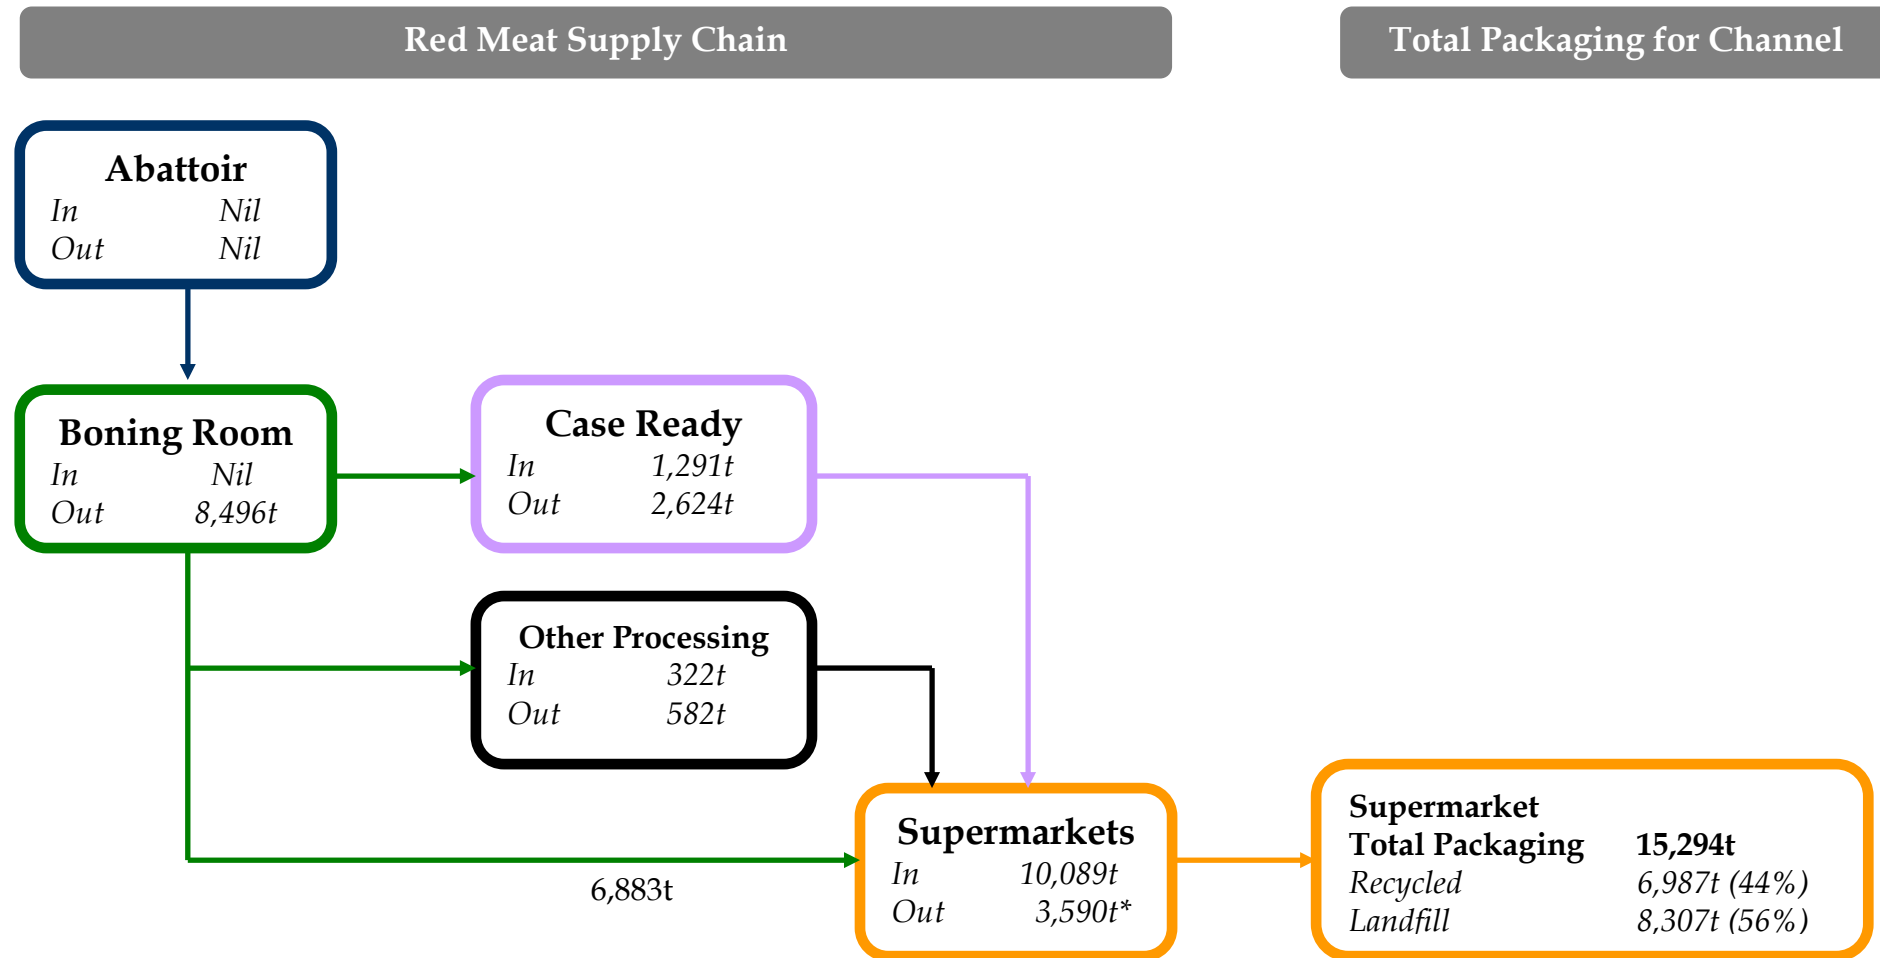 Red Meat Supply Chain
Total Packaging for Channel
Abattoir
In Nil
Out Nil
Boning Room
In Nil
Out 8,496t
Case Ready
In 1,291t
Out 2,624t
Other Processing
In 322t
Out 582t
6,883t
Supermarkets
In 10,089t
Out 3,590t*
Supermarket
Total Packaging 15,294t
Recycled 6,987t (44%)
Landfill 8,307t (56%)